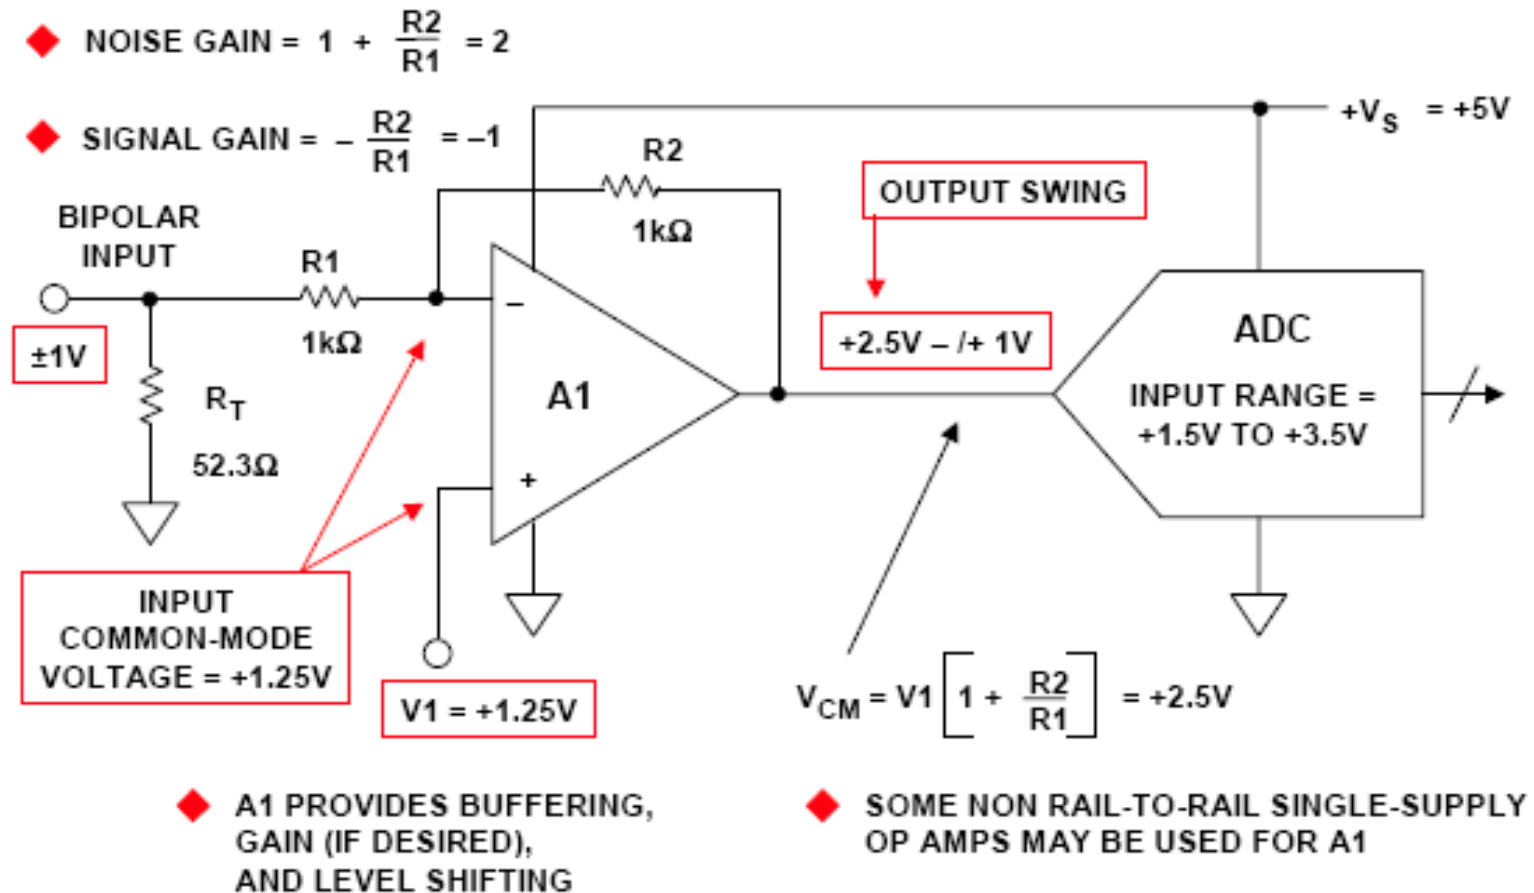 NOISE GAIN = 1 + R2/R1 = 2
SIGNAL GAIN = – R2/R1 = –1
+VS = +5V
R2
1kΩ
OUTPUT SWING
BIPOLAR
INPUT
R1
1kΩ
±1V
–
+2.5V – /+ 1V
ADC
INPUT RANGE =
+1.5V TO +3.5V
A1
RT
52.3Ω
+
INPUT
COMMON-MODE
VOLTAGE = +1.25V
V1 = +1.25V
VCM = V1 [ 1 + R2/R1 ] = +2.5V
A1 PROVIDES BUFFERING,
GAIN (IF DESIRED),
AND LEVEL SHIFTING
SOME NON RAIL-TO-RAIL SINGLE-SUPPLY
OP AMPS MAY BE USED FOR A1